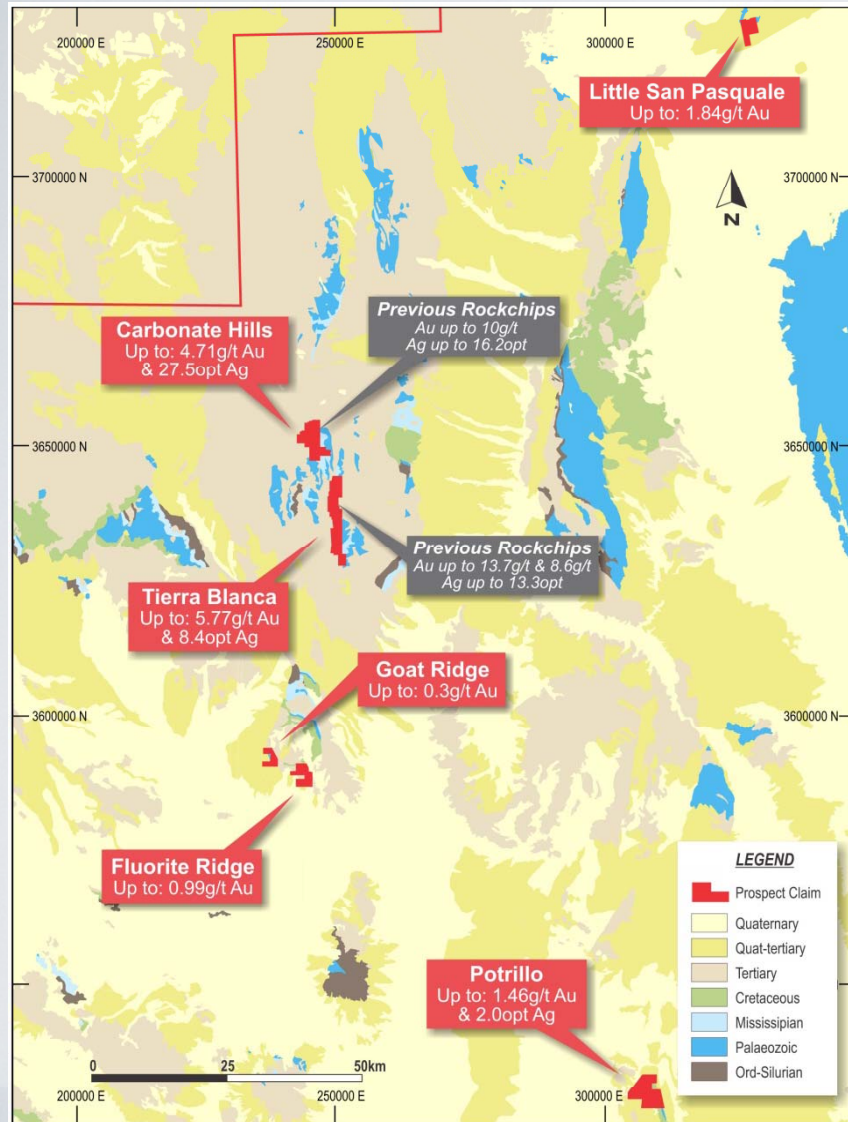 200000 E
250000 E
300000 E
Little San Pasquale
Up to: 1.84g/t Au
3700000 N
3700000 N
N
Previous Rockchips
Au up to 10g/t
Ag up to 16.2opt
Carbonate Hills
Up to: 4.71g/t Au
& 27.5opt Ag
3650000 N
3650000 N
Previous Rockchips
Au up to 13.7g/t & 8.6g/t
Ag up to 13.3opt
Tierra Blanca
Up to: 5.77g/t Au
& 8.4opt Ag
Goat Ridge
Up to: 0.3g/t Au
3600000 N
3600000 N
Fluorite Ridge
Up to: 0.99g/t Au
LEGEND
Prospect Claim
Quaternary
Quat-tertiary
Tertiary
Cretaceous
Mississipian
Palaeozoic
Ord-Silurian
Potrillo
Up to: 1.46g/t Au
& 2.0opt Ag
0
25
50km
200000 E
250000 E
300000 E